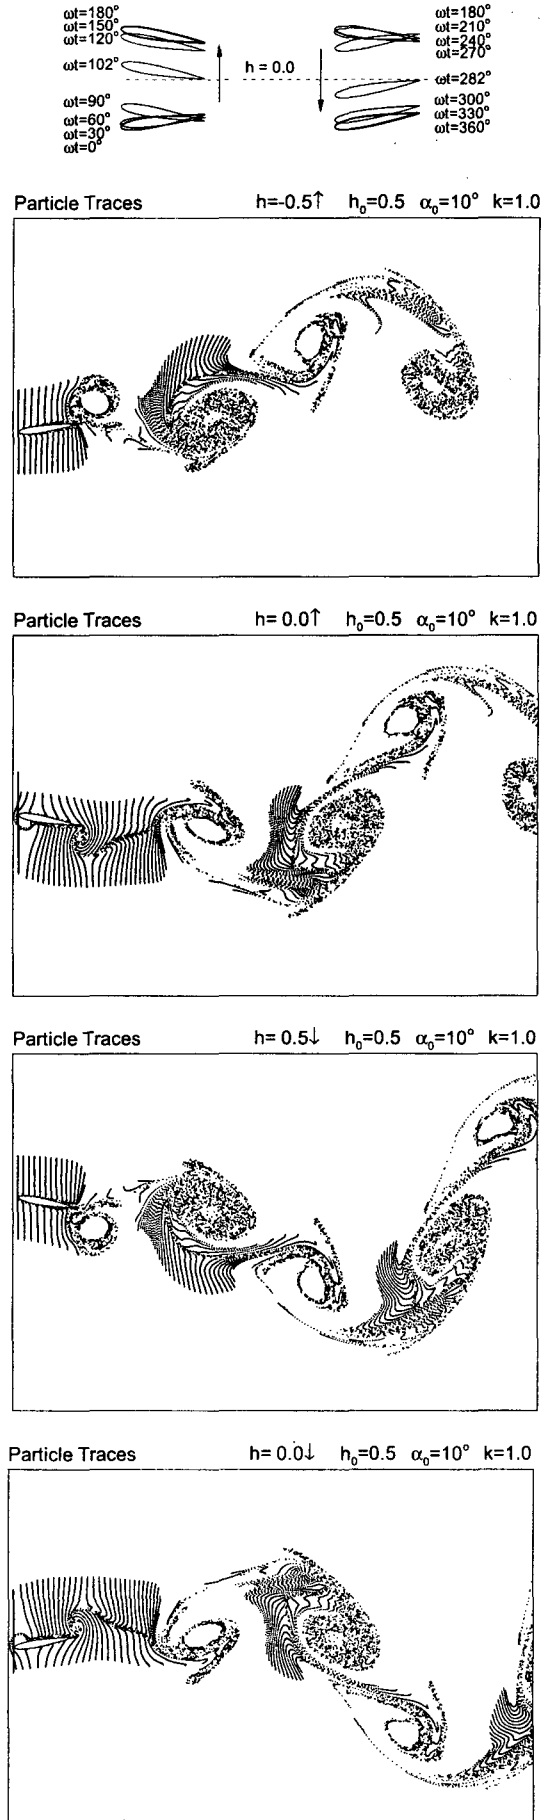 ωt=180°
ωt=150°
ωt=120°
ωt=102°
ωt=90°
ωt=60°
ωt=30°
ωt=0°
h = 0.0
ωt=180°
ωt=210°
ωt=240°
ωt=270°
ωt=282°
ωt=300°
ωt=330°
ωt=360°
Particle Traces h=-0.5↑ h₀=0.5 α₀=10° k=1.0
Particle Traces h= 0.0↑ h₀=0.5 α₀=10° k=1.0
Particle Traces h= 0.5↓ h₀=0.5 α₀=10° k=1.0
Particle Traces h= 0.0↓ h₀=0.5 α₀=10° k=1.0